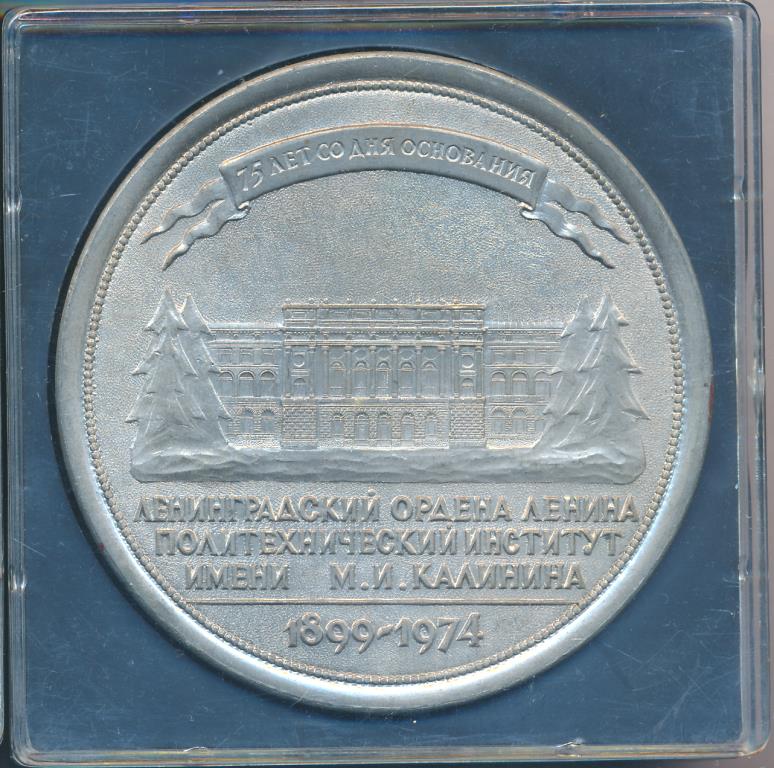 75 ЛЕТ СО ДНЯ ОСНОВАНИЯ
ЛЕНИНГРАДСКИЙ ОРДЕНА ЛЕНИНА
ПОЛИТЕХНИЧЕСКИЙ ИНСТИТУТ
ИМЕНИ М.И.КАЛИНИНА
1899-1974